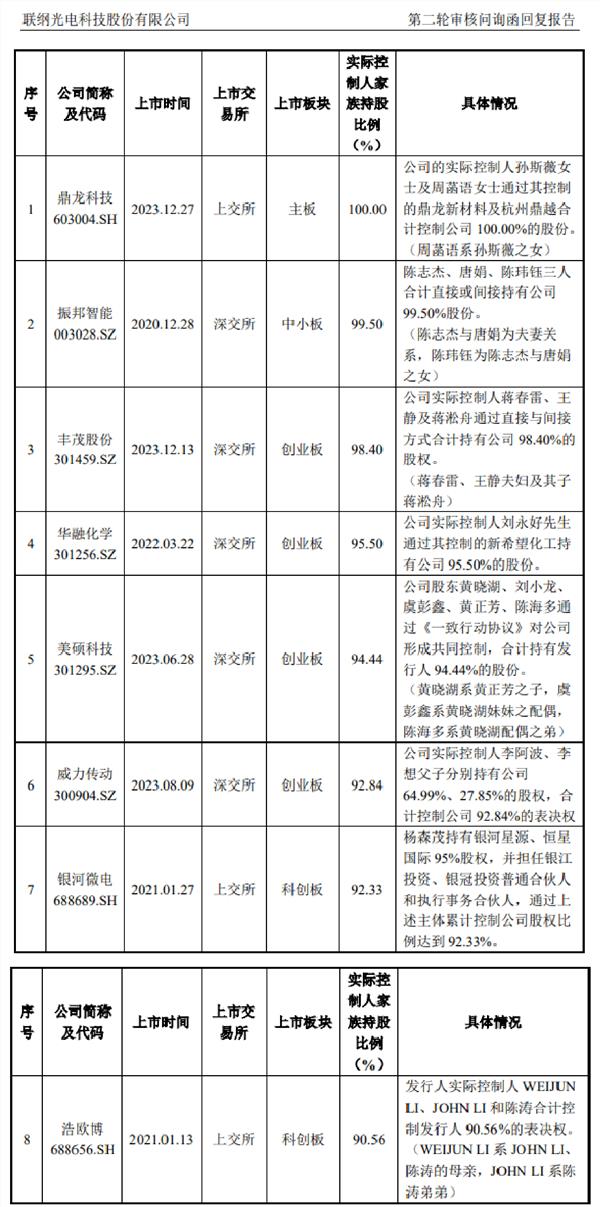 联纲光电科技股份有限公司 第二轮审核问询函回复报告
序号 公司简称及代码 上市时间 上市交易所 上市板块 实际控制人家族持股比例（%） 具体情况
1 鼎龙科技 603004.SH 2023.12.27 上交所 主板 100.00
公司的实际控制人孙斯薇女
士及周菡语女士通过其控制
的鼎龙新材料及杭州鼎越合
计控制公司 100.00%的股份。
（周菡语系孙斯薇之女）
2 振邦智能 003028.SZ 2020.12.28 深交所 中小板 99.50
陈志杰、唐娟、陈玮钰三人
合计直接或间接持有公司
99.50%股份。
（陈志杰与唐娟为夫妻关
系，陈玮钰为陈志杰与唐娟
之女）
3 丰茂股份 301459.SZ 2023.12.13 深交所 创业板 98.40
公司实际控制人蒋春雷、王
静及蒋淞舟通过直接与间接
方式合计持有公司 98.40%的
股权。
（蒋春雷、王静夫妇及其子
蒋淞舟）
4 华融化学 301256.SZ 2022.03.22 深交所 创业板 95.50
公司实际控制人刘永好先生
通过其控制的新希望化工持
有公司 95.50%的股份。
5 美硕科技 301295.SZ 2023.06.28 深交所 创业板 94.44
公司股东黄晓湖、刘小龙、
虞彭鑫、黄正芳、陈海多通
过《一致行动协议》对公司
形成共同控制，合计持有发
行人 94.44%的股份。
（黄晓湖系黄正芳之子，虞
彭鑫系黄晓湖妹妹之配偶，
陈海多系黄晓湖配偶之弟）
6 威力传动 300904.SZ 2023.08.09 深交所 创业板 92.84
公司实际控制人李阿波、李
想父子分别持有公司
64.99%、27.85%的股权，合
计控制公司 92.84%的表决权
7 银河微电 688689.SH 2021.01.27 上交所 科创板 92.33
杨森茂持有银河星源、恒星
国际 95%股权，并担任银江
投资、银冠投资普通合伙人
和执行事务合伙人，通过上
述主体累计控制公司股权比
例达到 92.33%。
序号 公司简称及代码 上市时间 上市交易所 上市板块 实际控制人家族持股比例（%） 具体情况
8 浩欧博 688656.SH 2021.01.13 上交所 科创板 90.56
发行人实际控制人 WEIJUN
LI、JOHN LI 和陈涛合计控
制发行人 90.56%的表决权。
（WEIJUN LI 系 JOHN LI、
陈涛的母亲，JOHN LI 系陈
涛弟弟）